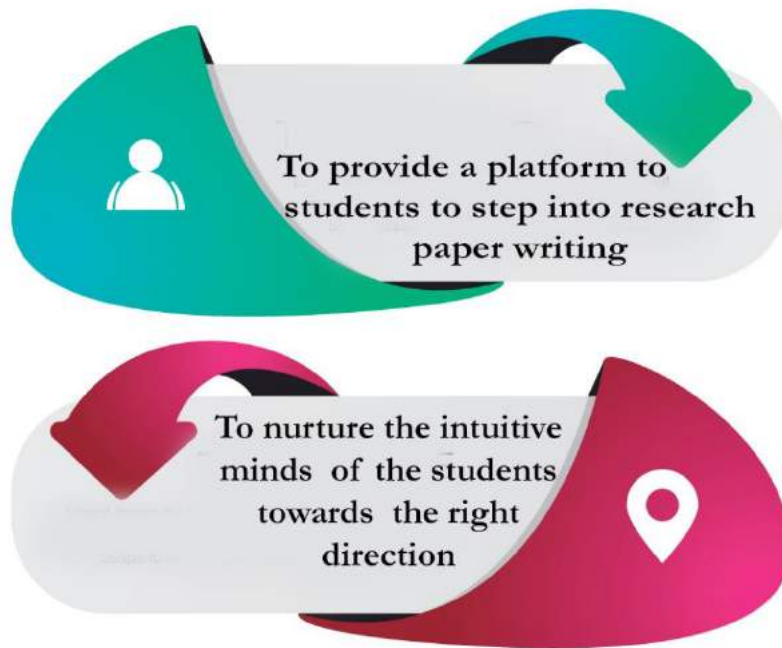 To provide a platform to
students to step into research
paper writing
To nurture the intuitive
minds of the students
towards the right
direction